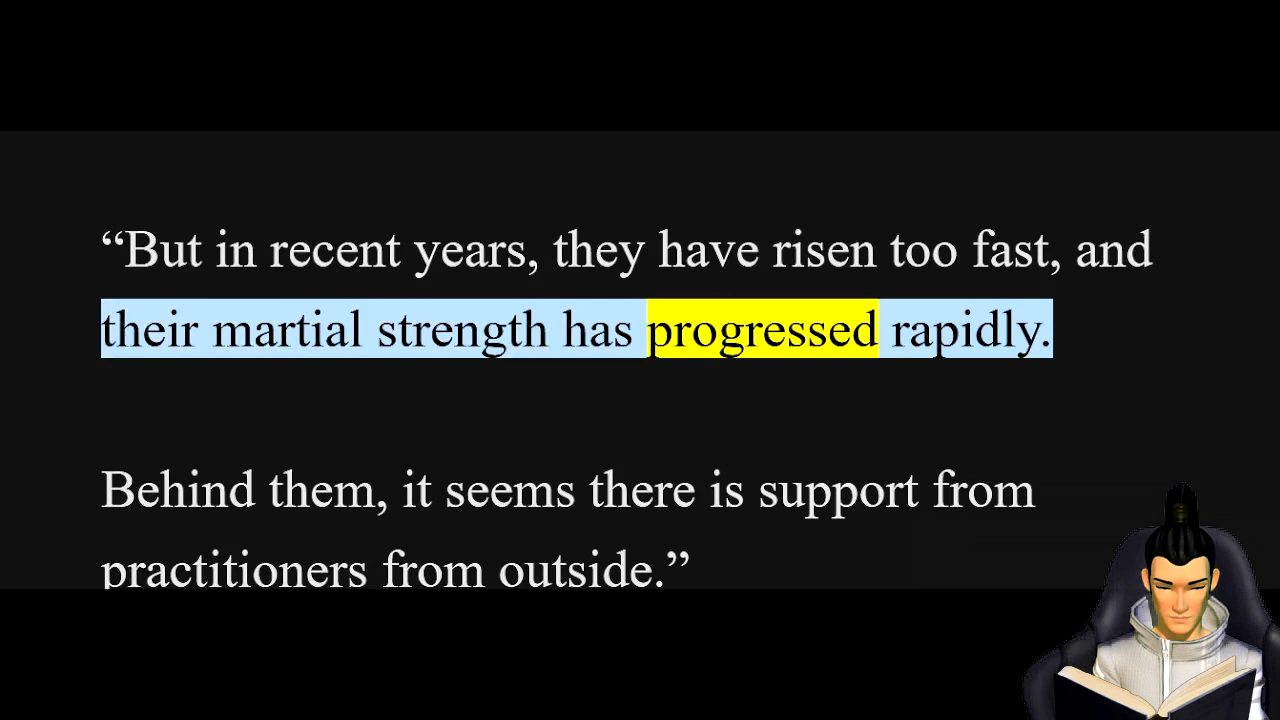 “But in recent years, they have risen too fast, and
their martial strength has progressed rapidly.
Behind them, it seems there is support from
practitioners from outside.”